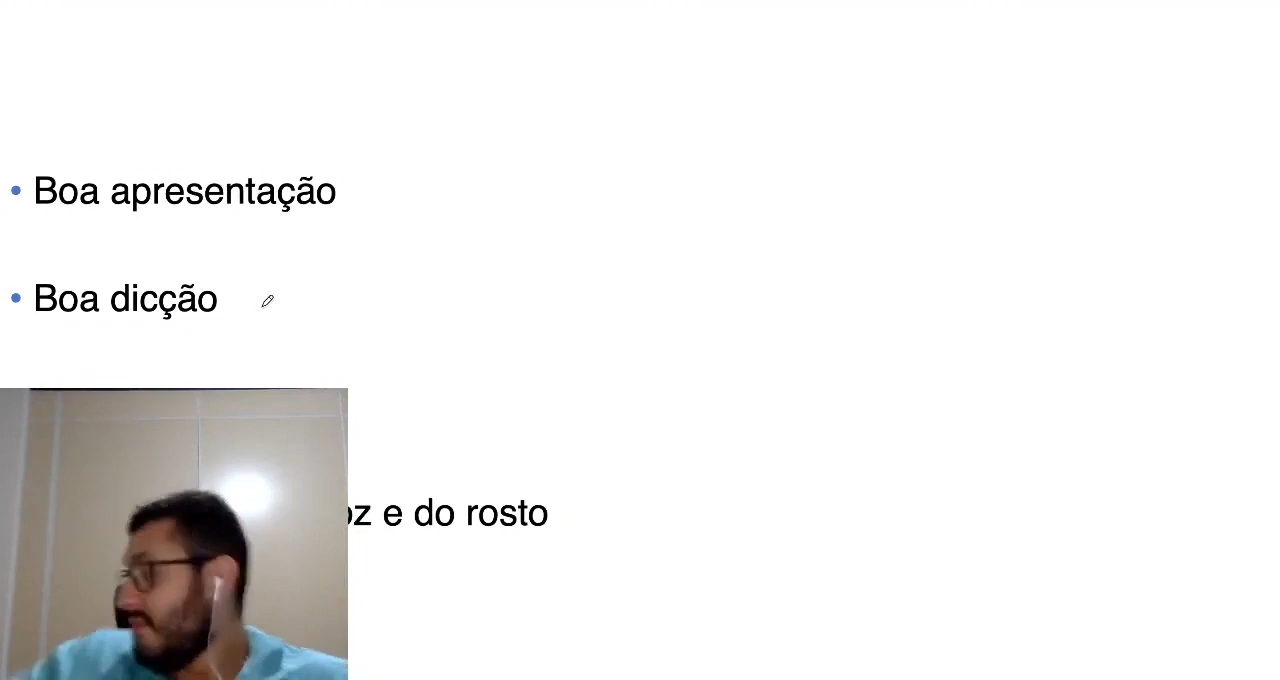 • Boa apresentação
• Boa dicção
e do rosto